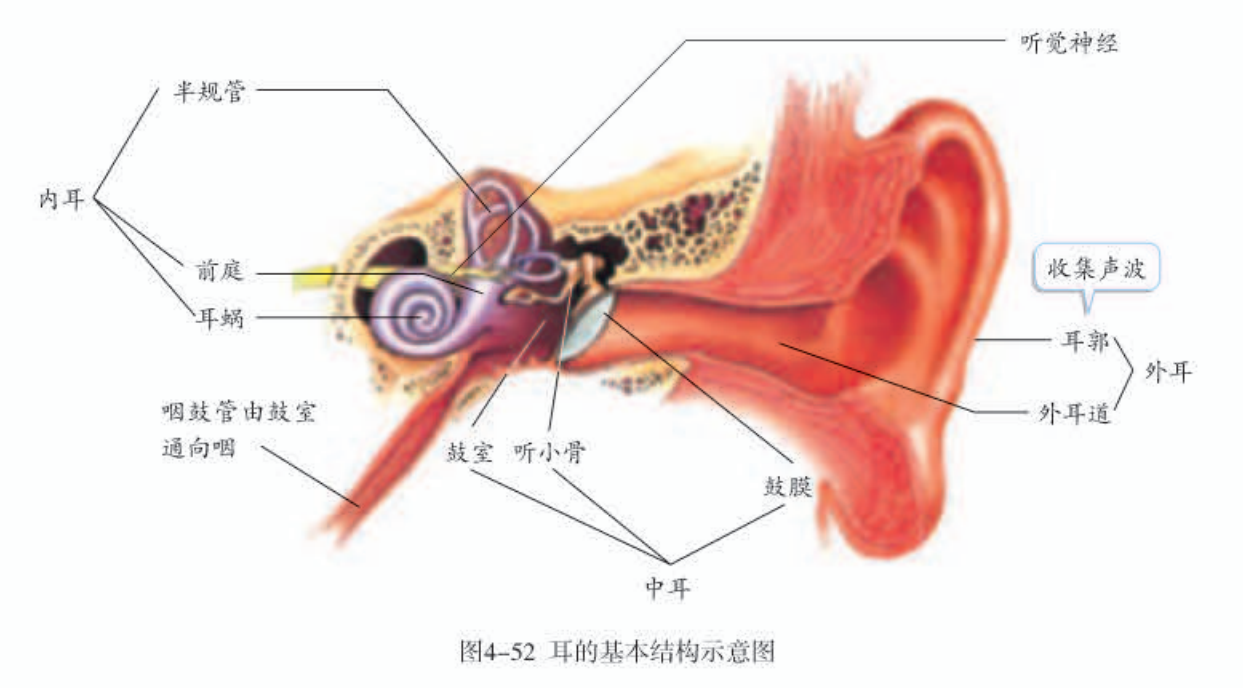 听觉神经
半规管
内耳
前庭
耳蜗
收集声波
耳郭
外耳
外耳道
咽鼓管由鼓室
通向咽
鼓室
听小骨
鼓膜
中耳
图4-52 耳的基本结构示意图